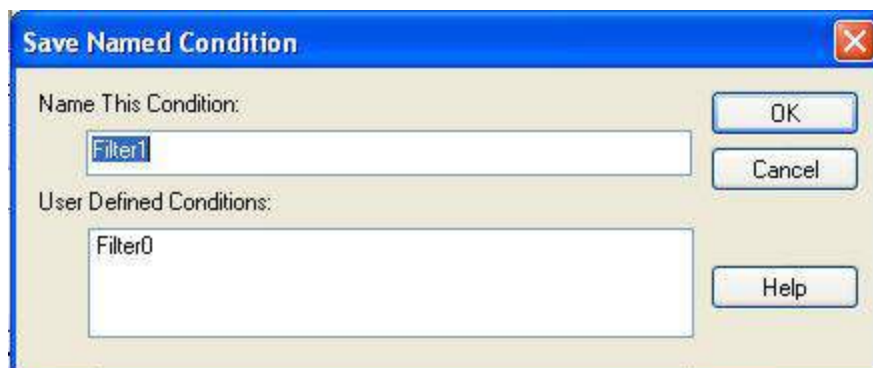 Save Named Condition
Name This Condition:
OK
Filter1
Cancel
User Defined Conditions:
Filter0
Help